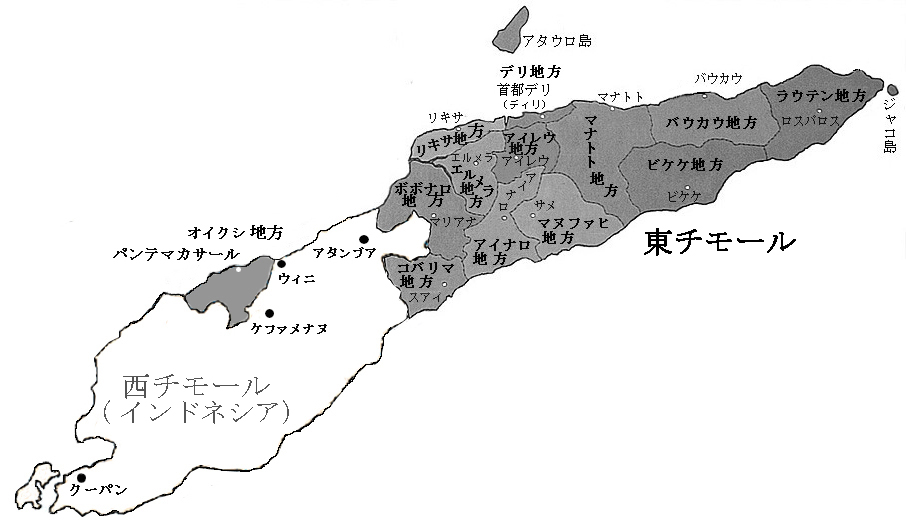 アタウロ島
デリ地方
首都デリ
(ディリ)
バウカウ
マナトト
ラウテン地方
ロスパロス
ジャコ島
リキサ
リキサ地方
アイレウ
地方
アイレウ
マナトト地方
バウカウ地方
エルメラ
エルメラ地方
ビケケ地方
ビケケ
ボボナロ
地方
マリアナ
アイナロ
サメ
マヌファヒ
地方
アイナロ
地方
東チモール
コバリマ
地方
スアイ
オイクシ地方
パンテマカサール
アタンブア
ウィニ
ケファメナヌ
西チモール
(インドネシア)
クーパン